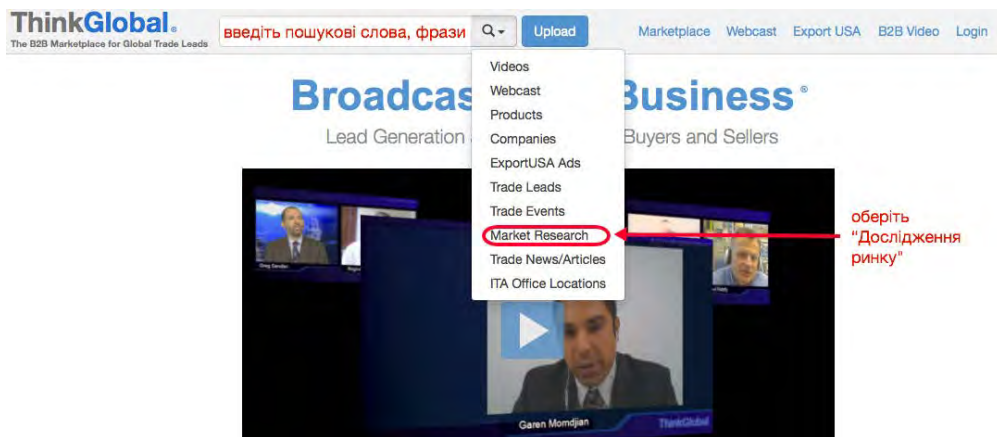 ThinkGlobal®
The B2B Marketplace for Global Trade Leads
введіть пошукові слова, фрази
Upload
Marketplace Webcast Export USA B2B Video Login
Videos
Webcast
Products
Companies
ExportUSA Ads
Trade Leads
Trade Events
Market Research
Trade News/Articles
ITA Office Locations
Broadcas Business®
Lead Generation Buyers and Sellers
оберіть
"Дослідження
ринку"
Garen Momdjian
ThinkGlobal